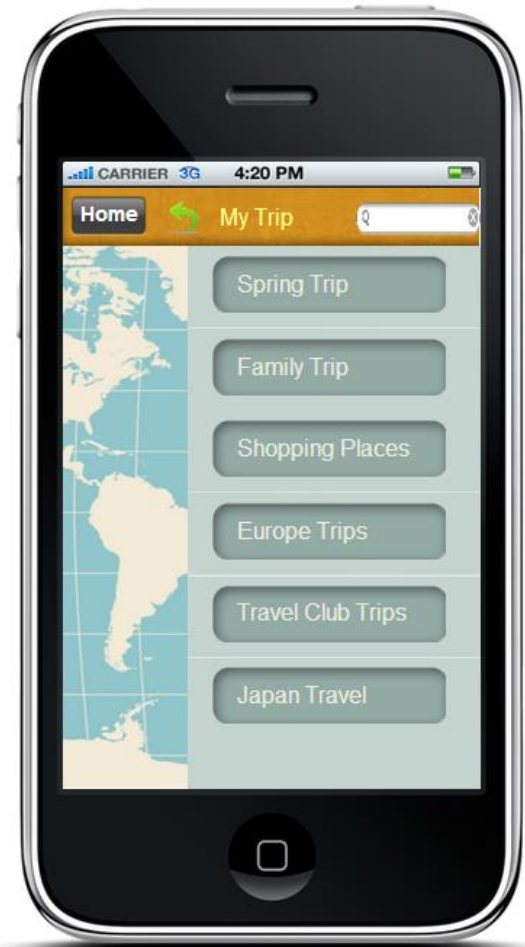 CARRIER 3G 4:20 PM
Home My Trip
Spring Trip
Family Trip
Shopping Places
Europe Trips
Travel Club Trips
Japan Travel